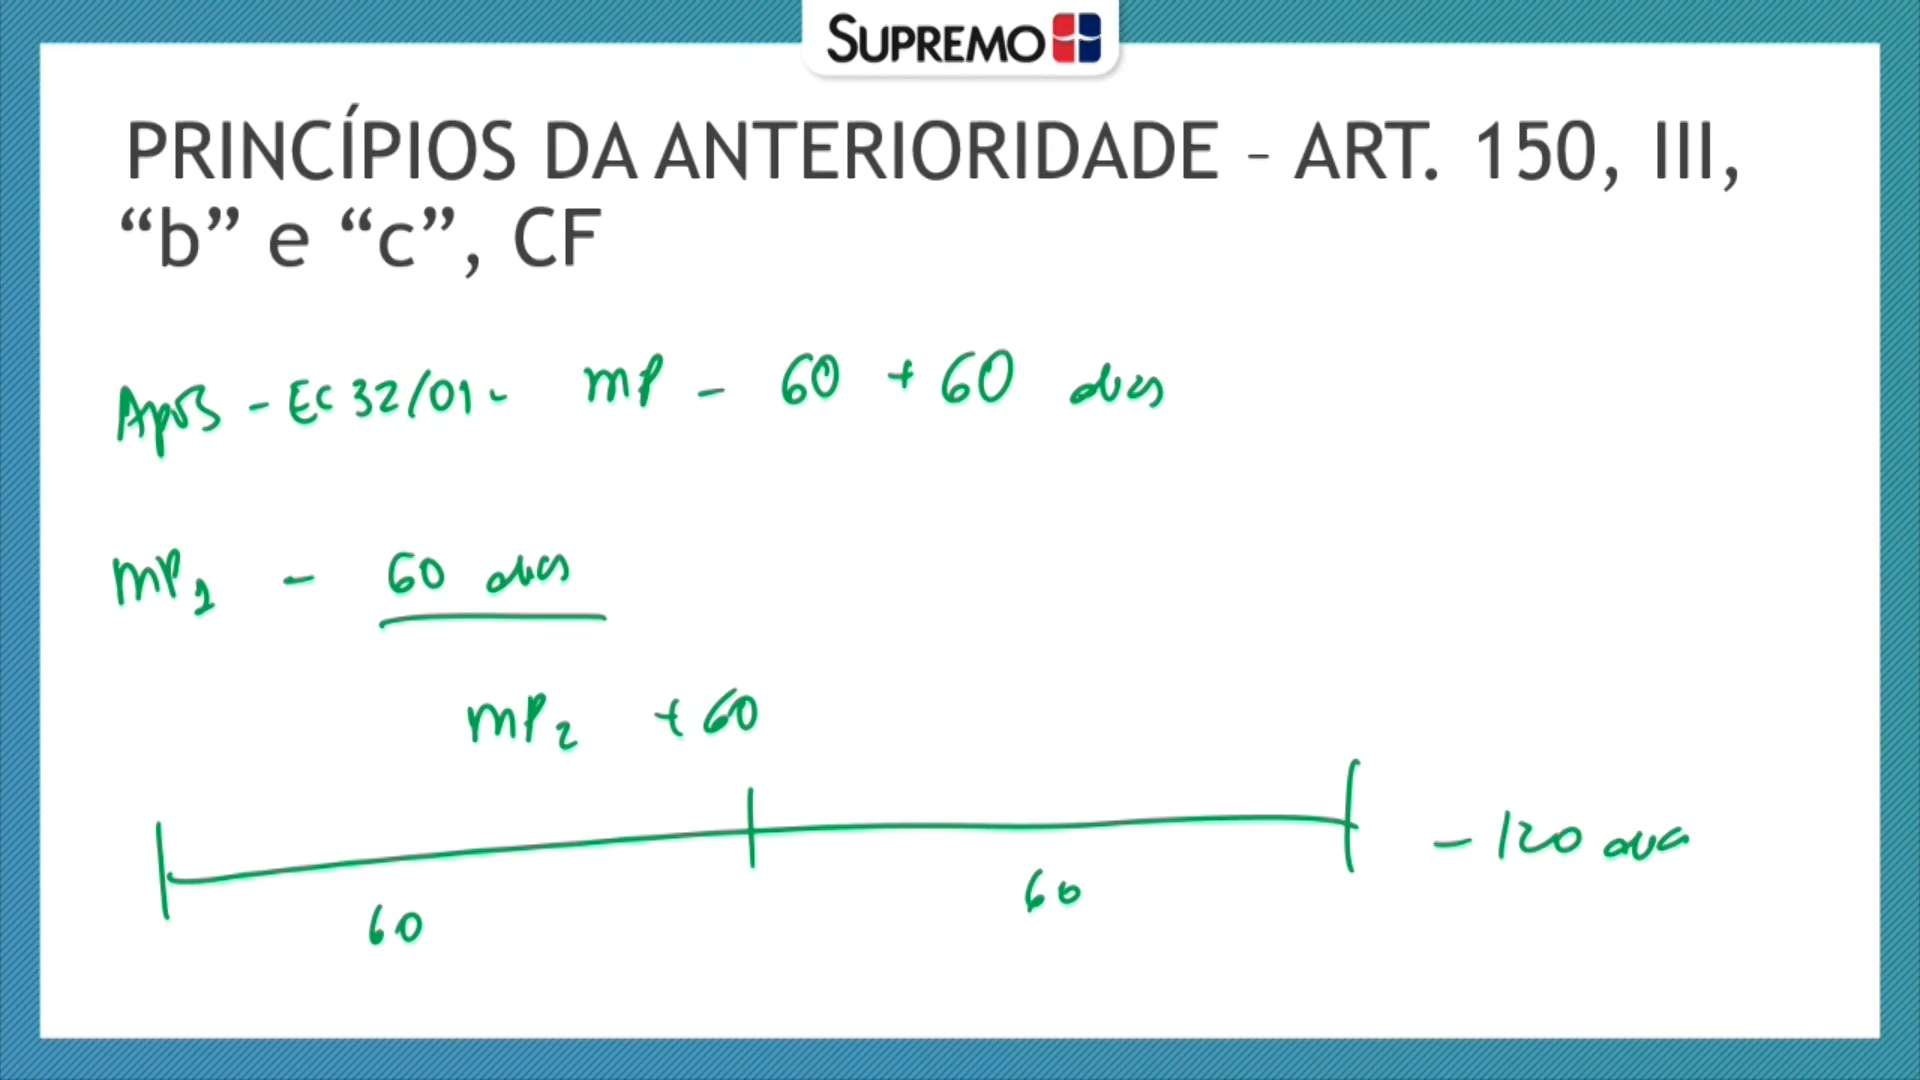 SUPREMO
PRINCÍPIOS DA ANTERIORIDADE – ART. 150, III,
“b” e “c”, CF
Após - EC 32/01 - MP - 60 + 60 dias
MP1 - 60 dias
MP2 +60
- 120 dias
60
60